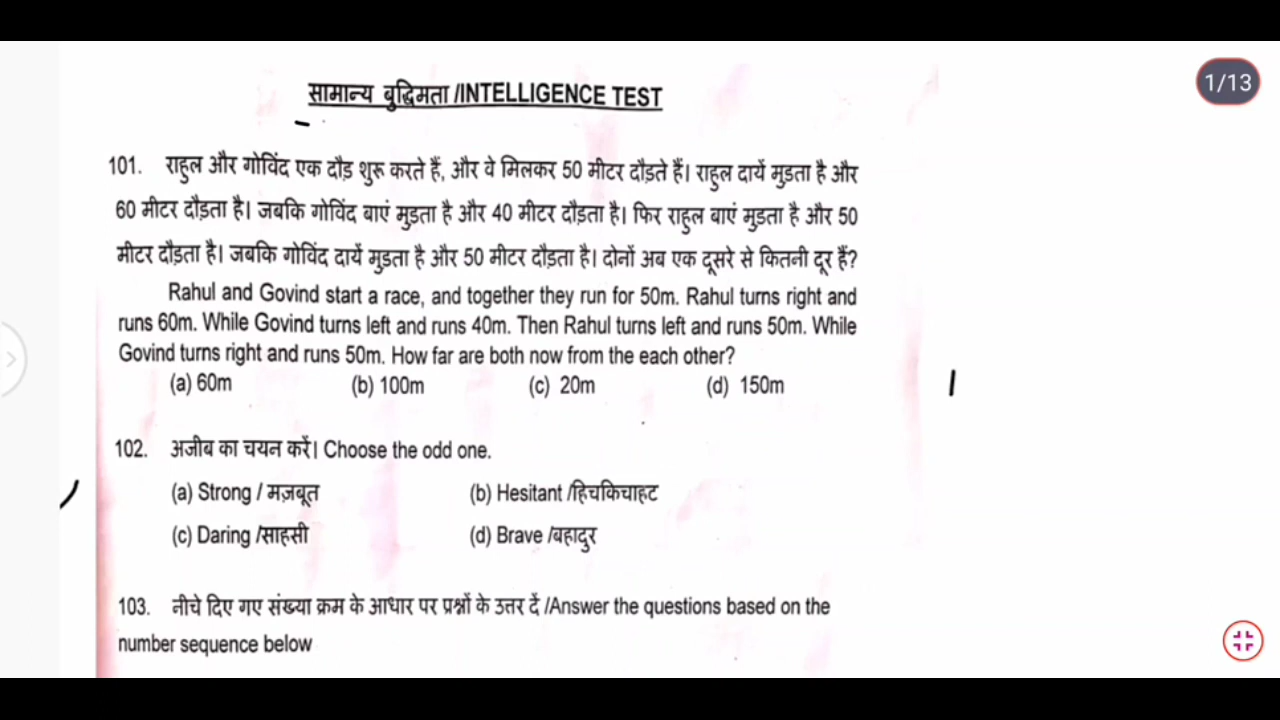 सामान्य बुद्धिमता /INTELLIGENCE TEST
1/13
101. राहुल और गोविंद एक दौड़ शुरू करते हैं, और वे मिलकर 50 मीटर दौड़ते हैं। राहुल दायें मुड़ता है और
60 मीटर दौड़ता है। जबकि गोविंद बाएं मुड़ता है और 40 मीटर दौड़ता है। फिर राहुल बाएं मुड़ता है और 50
मीटर दौड़ता है। जबकि गोविंद दायें मुड़ता है और 50 मीटर दौड़ता है। दोनों अब एक दूसरे से कितनी दूर हैं?
Rahul and Govind start a race, and together they run for 50m. Rahul turns right and
runs 60m. While Govind turns left and runs 40m. Then Rahul turns left and runs 50m. While
Govind turns right and runs 50m. How far are both now from the each other?
(a) 60m (b) 100m (c) 20m (d) 150m
102. अजीब का चयन करें। Choose the odd one.
(a) Strong / मज़बूत (b) Hesitant /हिचकिचाहट
(c) Daring /साहसी (d) Brave /बहादुर
103. नीचे दिए गए संख्या क्रम के आधार पर प्रश्नों के उत्तर दें /Answer the questions based on the
number sequence below